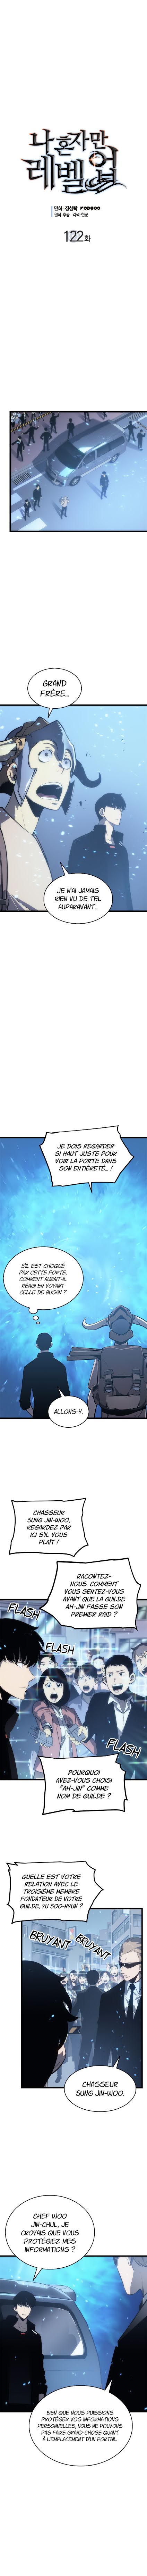 나 혼자만
레벨업
만화·장성락
122화
GRAND
FRÈRE...
JE N'AI JAMAIS
RIEN VU DE TEL
AUPARAVANT...
JE DOIS REGARDER
SI HAUT JUSTE POUR
VOIR LA PORTE DANS
SON ENTIÈRETÉ.. !
S'IL EST CHOQUÉ
PAR CETTE PORTE,
COMMENT AURAIT-IL
RÉAGI EN VOYANT
CELLE DE BUSAN ?
ALLONS-Y.
CHASSEUR
SUNG JIN-WOO,
REGARDEZ PAR
ICI S'IL VOUS
PLAÎT !
RACONTEZ-
NOUS. COMMENT
VOUS SENTEZ-VOUS
AVANT QUE LA GUILDE
AH-JIN FASSE SON
PREMIER RAID ?
FLASH
FLASH
FLASH
POURQUOI
AVEZ-VOUS CHOISI
"AH-JIN" COMME
NOM DE GUILDE ?
QUELLE EST VOTRE
RELATION AVEC LE
TROISIÈME MEMBRE
FONDATEUR DE VOTRE
GUILDE, YU SOO-HYUN ?
BRUYANT
BRUYANT
CHASSEUR
SUNG JIN-WOO.
CHEF WOO
JIN-CHUL, JE
CROYAIS QUE VOUS
PROTÉGIEZ MES
INFORMATIONS ?
BIEN QUE NOUS PUISSIONS
PROTÉGER VOS INFORMATIONS
PERSONNELLES, NOUS NE POUVONS
PAS FAIRE GRAND-CHOSE QUANT
À L'EMPLACEMENT D'UN PORTAIL.